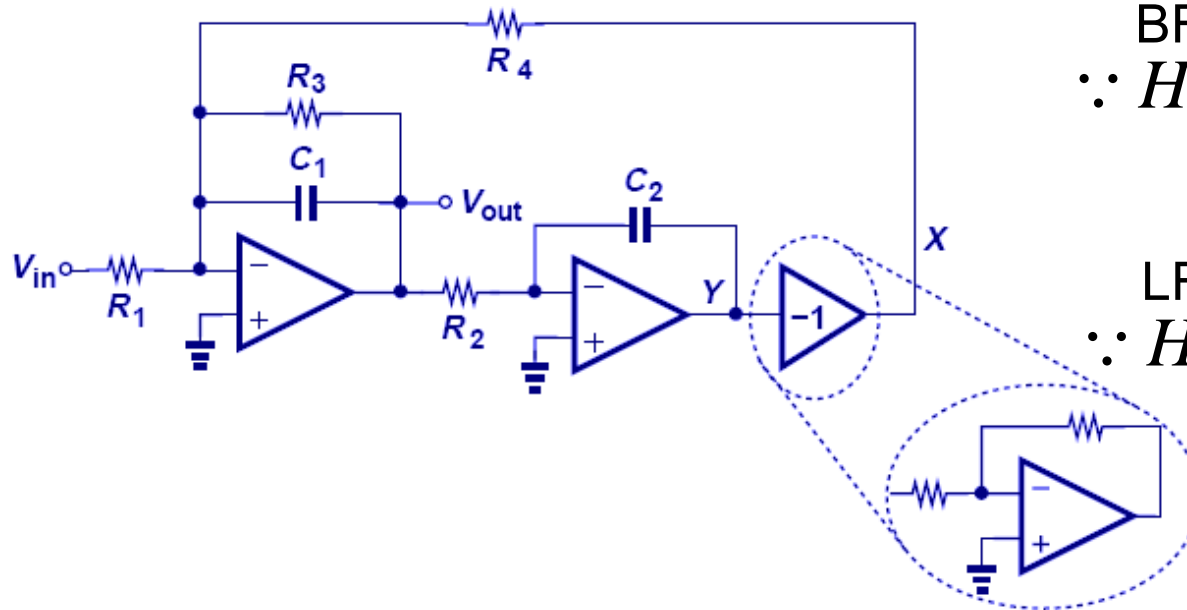 BF
∵ H
R4
R3
C1
Vout
C2
X
Vin
R1
−
+
R2
−
+
Y
−1
LF
∵ H
−
+